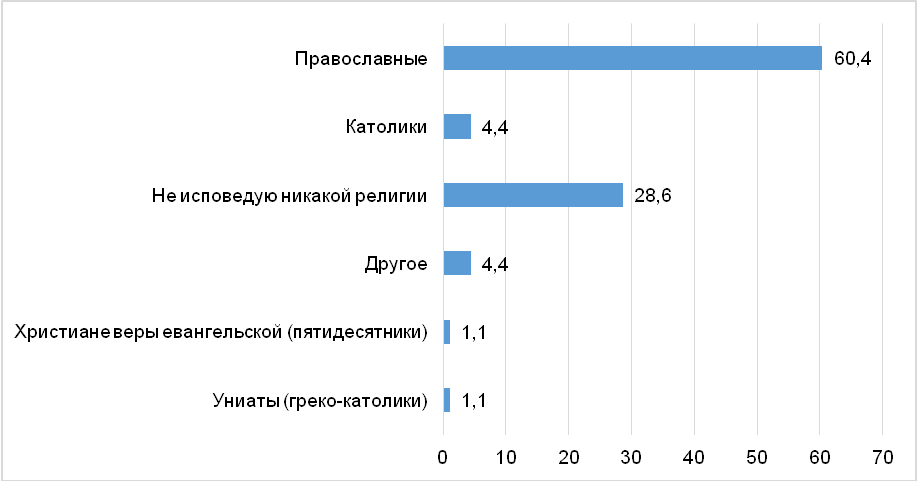 Православные 60,4
Католики 4,4
Не исповедую никакой религии 28,6
Другое 4,4
Христиане веры евангельской (пятидесятники) 1,1
Униаты (греко-католики) 1,1
0 10 20 30 40 50 60 70